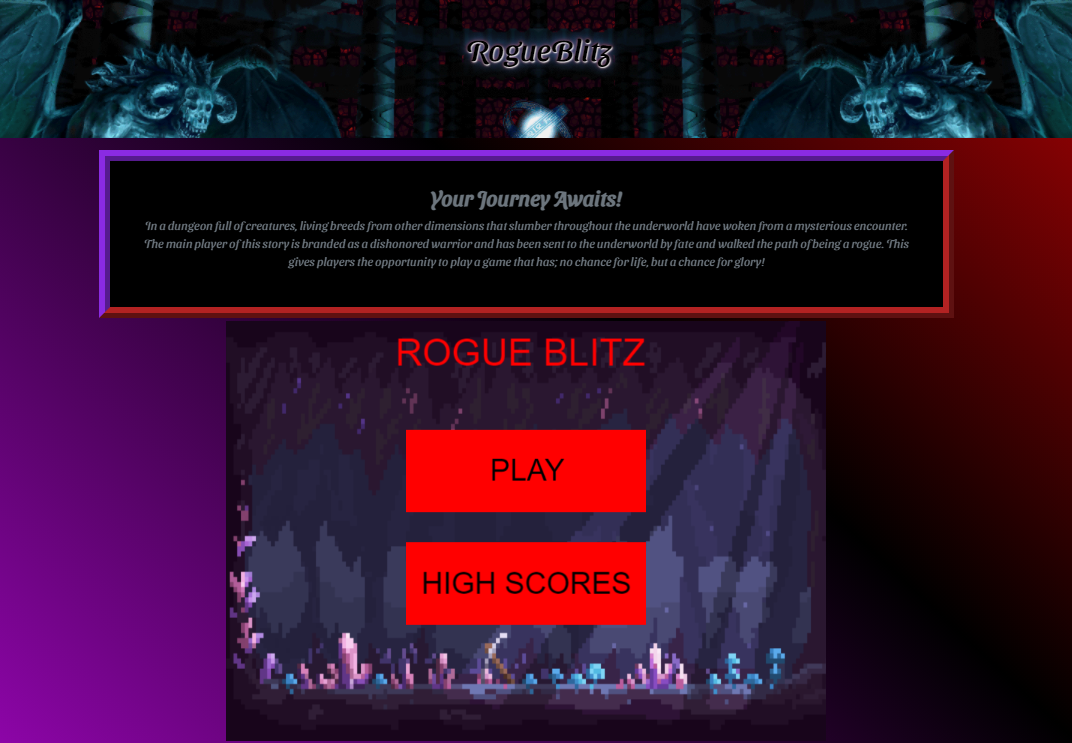 RogueBlitz
Your Journey Awaits!
In a dungeon full of creatures, living breeds from other dimensions that slumber throughout the underworld have woken from a mysterious encounter.
The main player of this story is branded as a dishonored warrior and has been sent to the underworld by fate and walked the path of being a rogue. This
gives players the opportunity to play a game that has; no chance for life, but a chance for glory!
ROGUE BLITZ
PLAY
HIGH SCORES